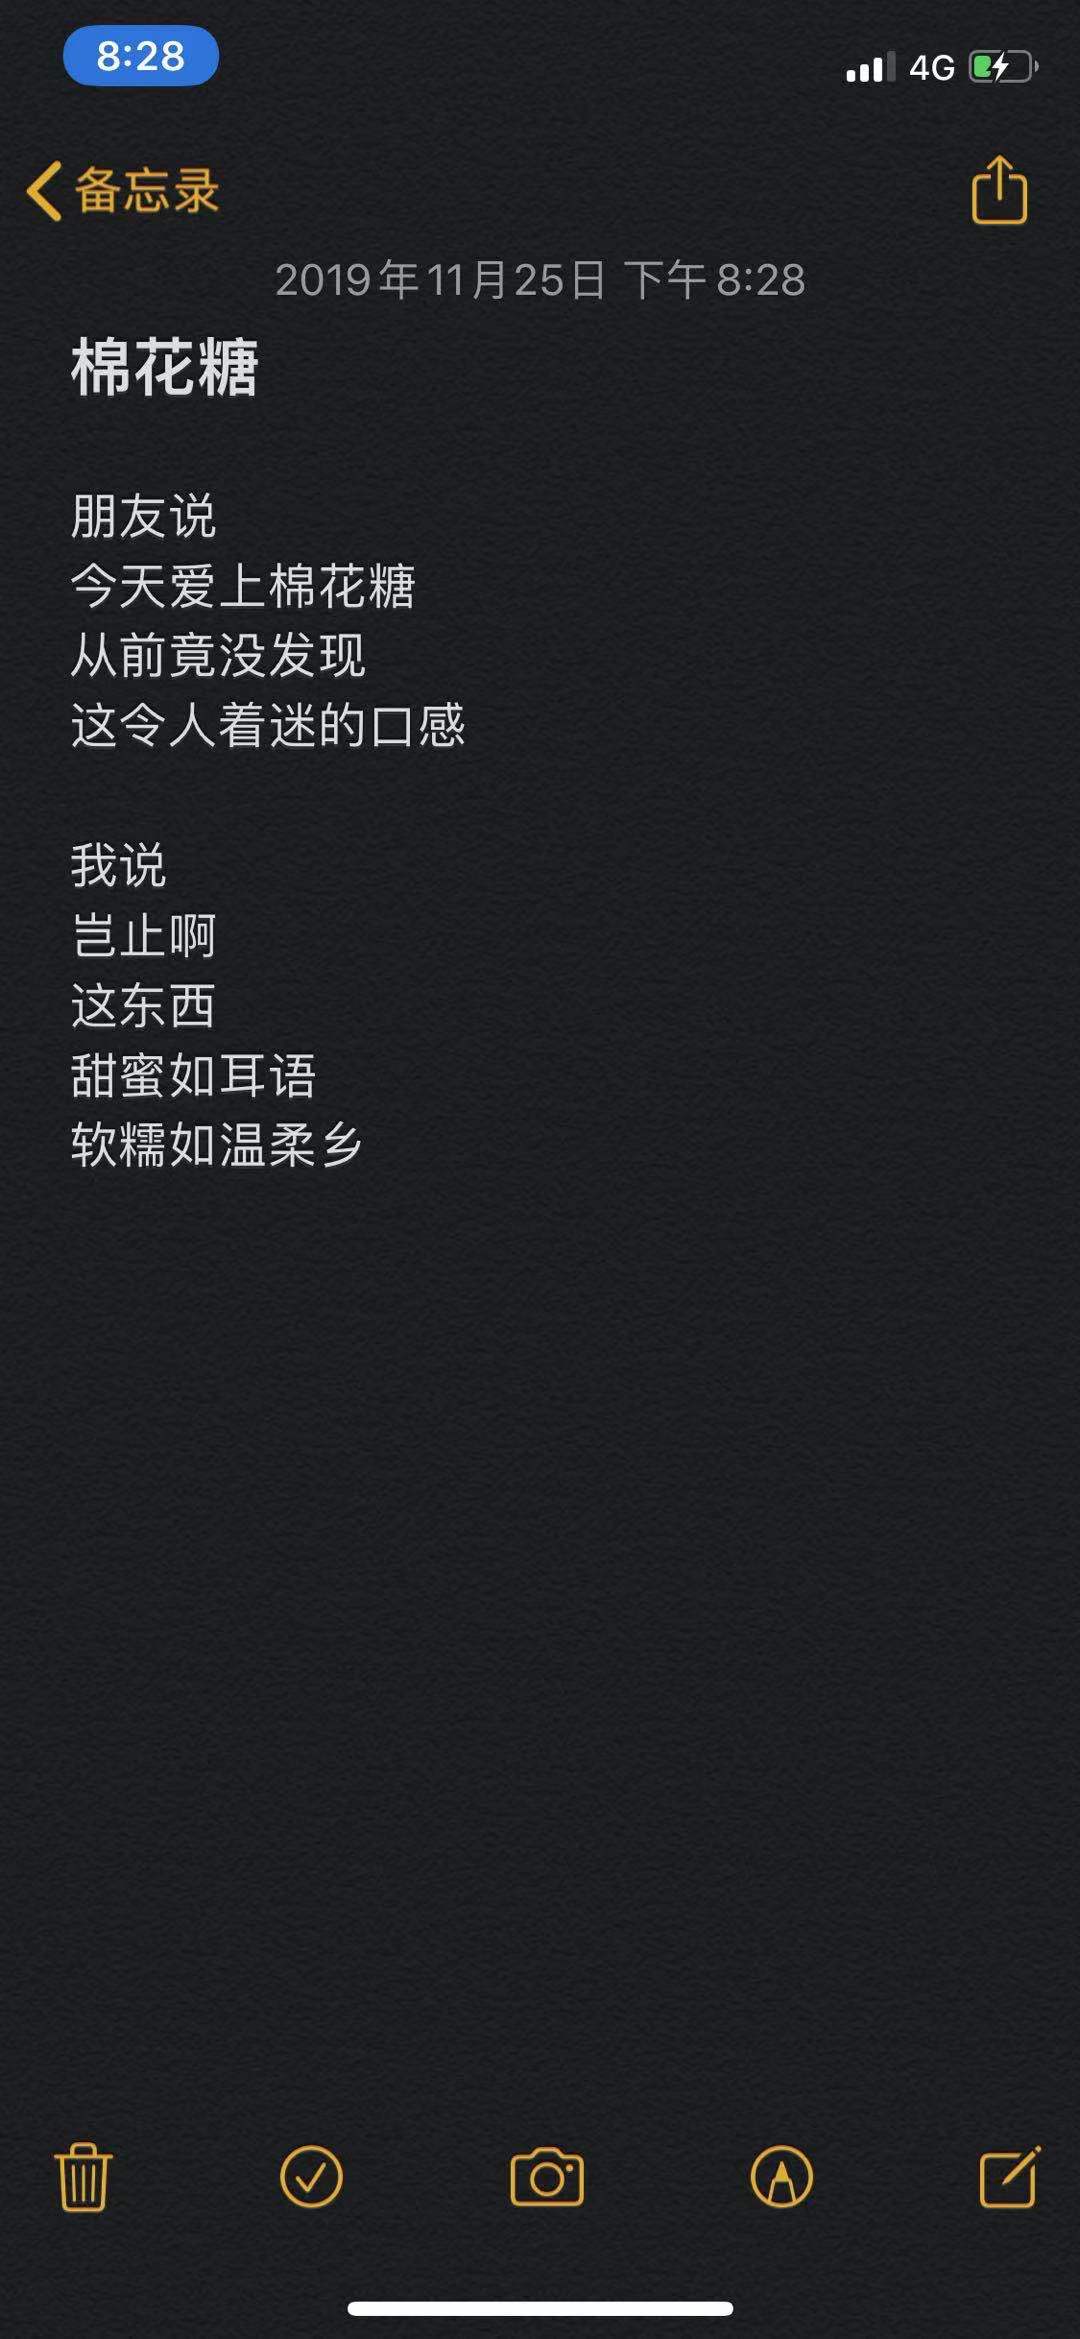 8:28
4G
备忘录
2019年11月25日 下午8:28
棉花糖
朋友说
今天爱上棉花糖
从前竟没发现
这令人着迷的口感
我说
岂止啊
这东西
甜蜜如耳语
软糯如温柔乡